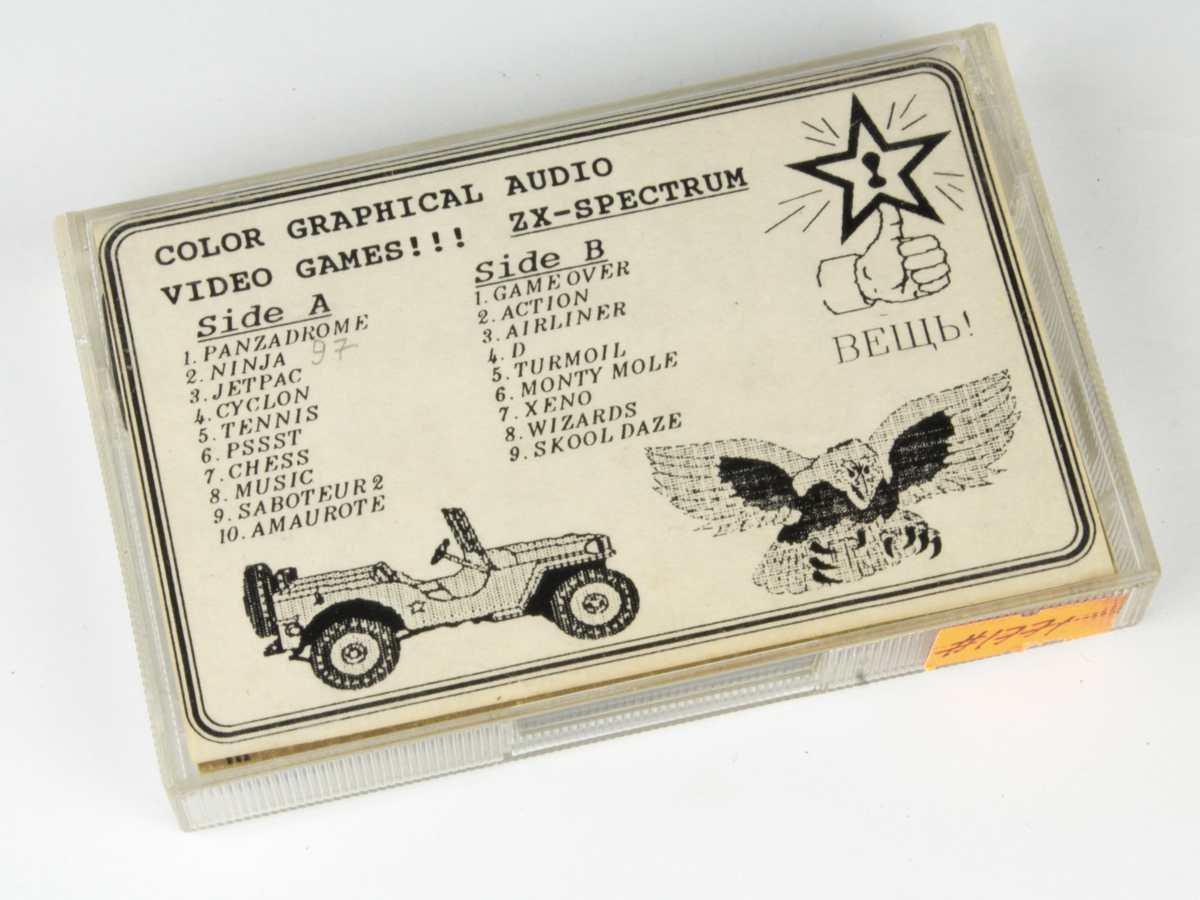 COLOR GRAPHICAL AUDIO
VIDEO GAMES!!! ZX-SPECTRUM
Side A
1. PANZADROME
2. NINJA 97
3. JETPAC
4. CYCLON
5. TENNIS
6. PSSST
7. CHESS
8. MUSIC
9. SABOTEUR 2
10. AMAUROTE
Side B
1. GAME OVER
2. ACTION
3. AIRLINER
4. D
5. TURMOIL
6. MONTY MOLE
7. XENO
8. WIZARDS
9. SKOOL DAZE
!
ВЕЩЬ!